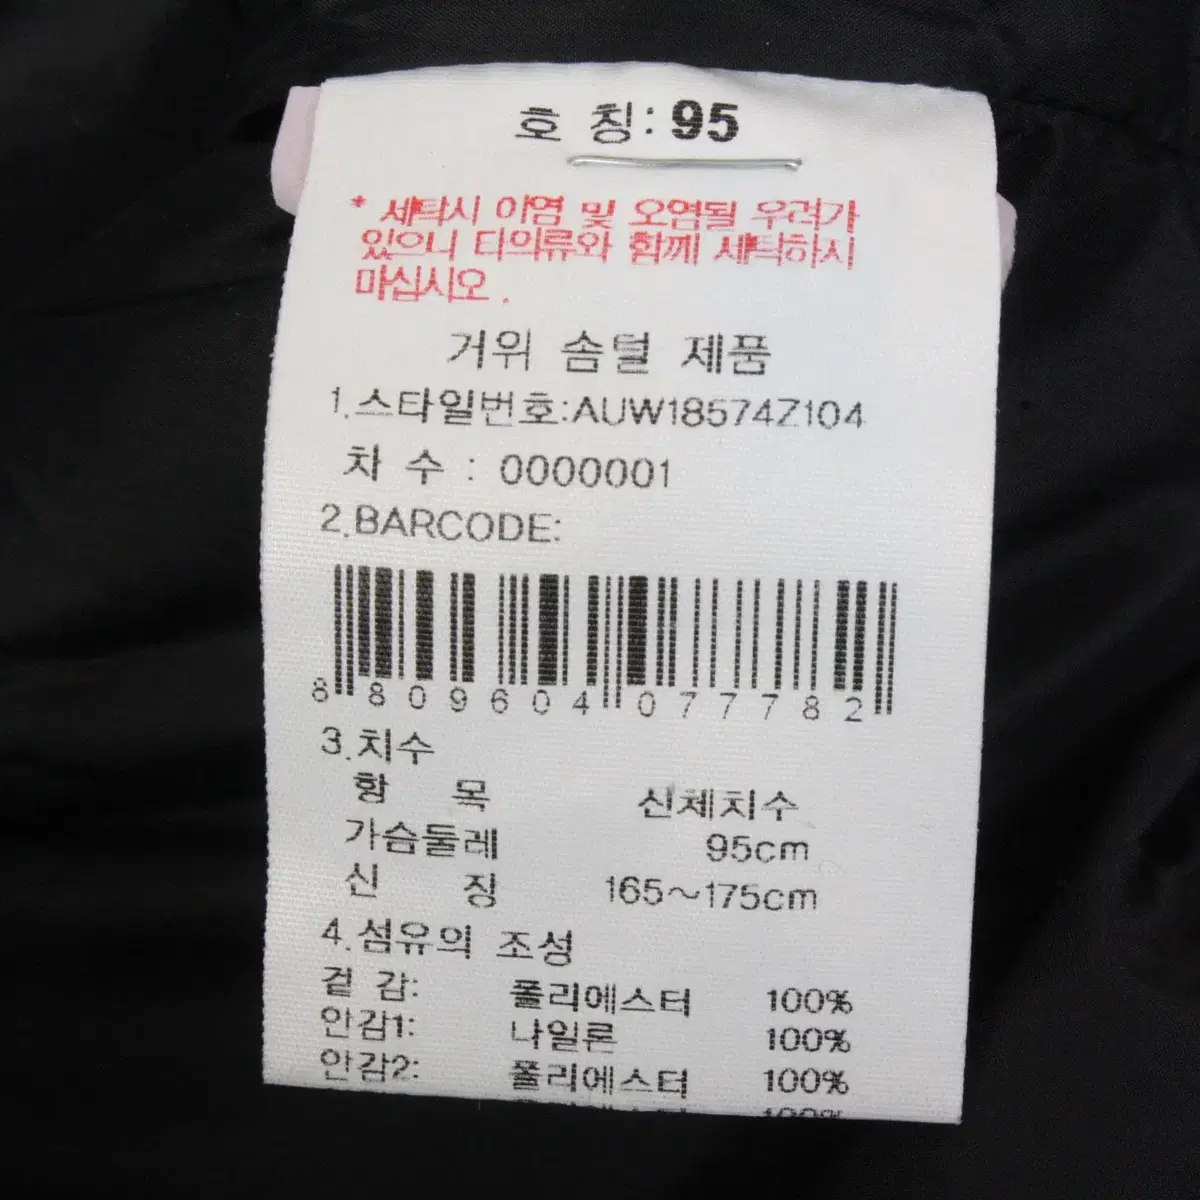 호 칭: 95
* 세탁시 이염 및 오염될 우려가
있으니 타의류와 함께 세탁하시
마십시오 .
거위 솜털 제품
1.스타일번호:AUW18574Z104
차 수 : 0000001
2.BARCODE:
8 809604 077782
3.치수
항 목 신체치수
가슴둘레 95cm
신 장 165~175cm
4.섬유의 조성
겉 감: 폴리에스터 100%
안감1: 나일론 100%
안감2: 폴리에스터 100%